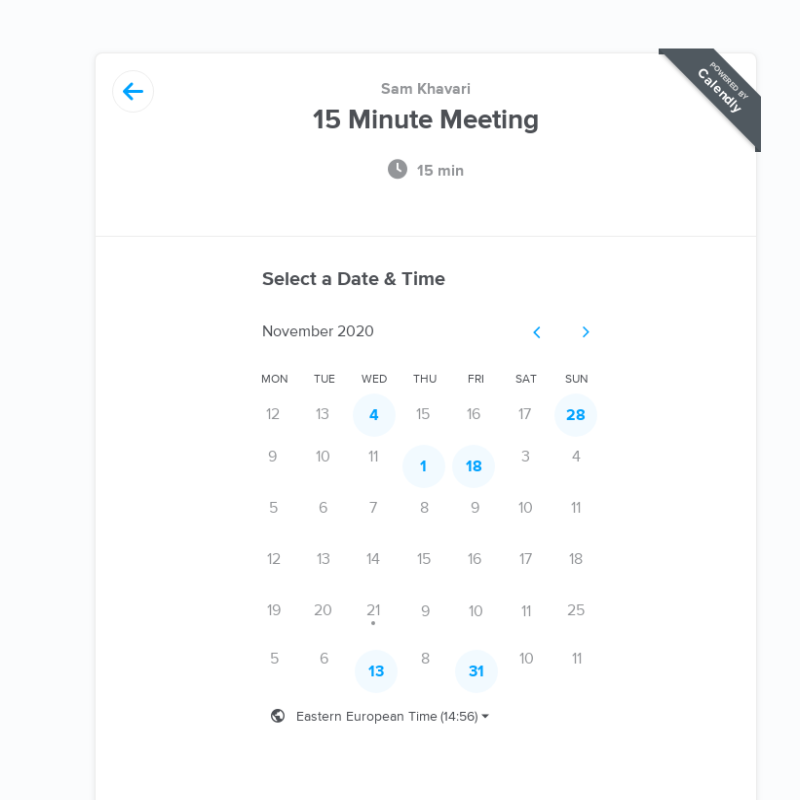 POWERED BY
Calendly
Sam Khavari
15 Minute Meeting
15 min
Select a Date & Time
November 2020
MON TUE WED THU FRI SAT SUN
12 13 4 15 16 17 28
9 10 11 1 18 3 4
5 6 7 8 9 10 11
12 13 14 15 16 17 18
19 20 21 9 10 11 25
5 6 13 8 31 10 11
Eastern European Time (14:56)